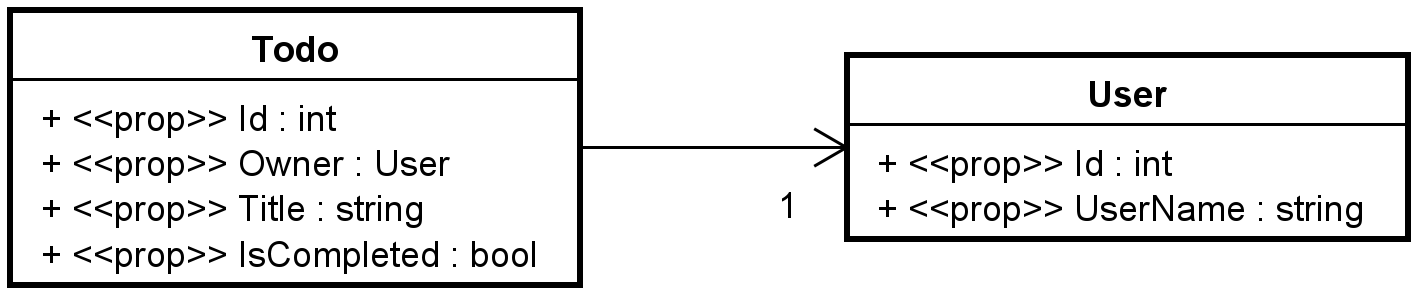 Todo
+ <<prop>> Id : int
+ <<prop>> Owner : User
+ <<prop>> Title : string
+ <<prop>> IsCompleted : bool
1
User
+ <<prop>> Id : int
+ <<prop>> UserName : string